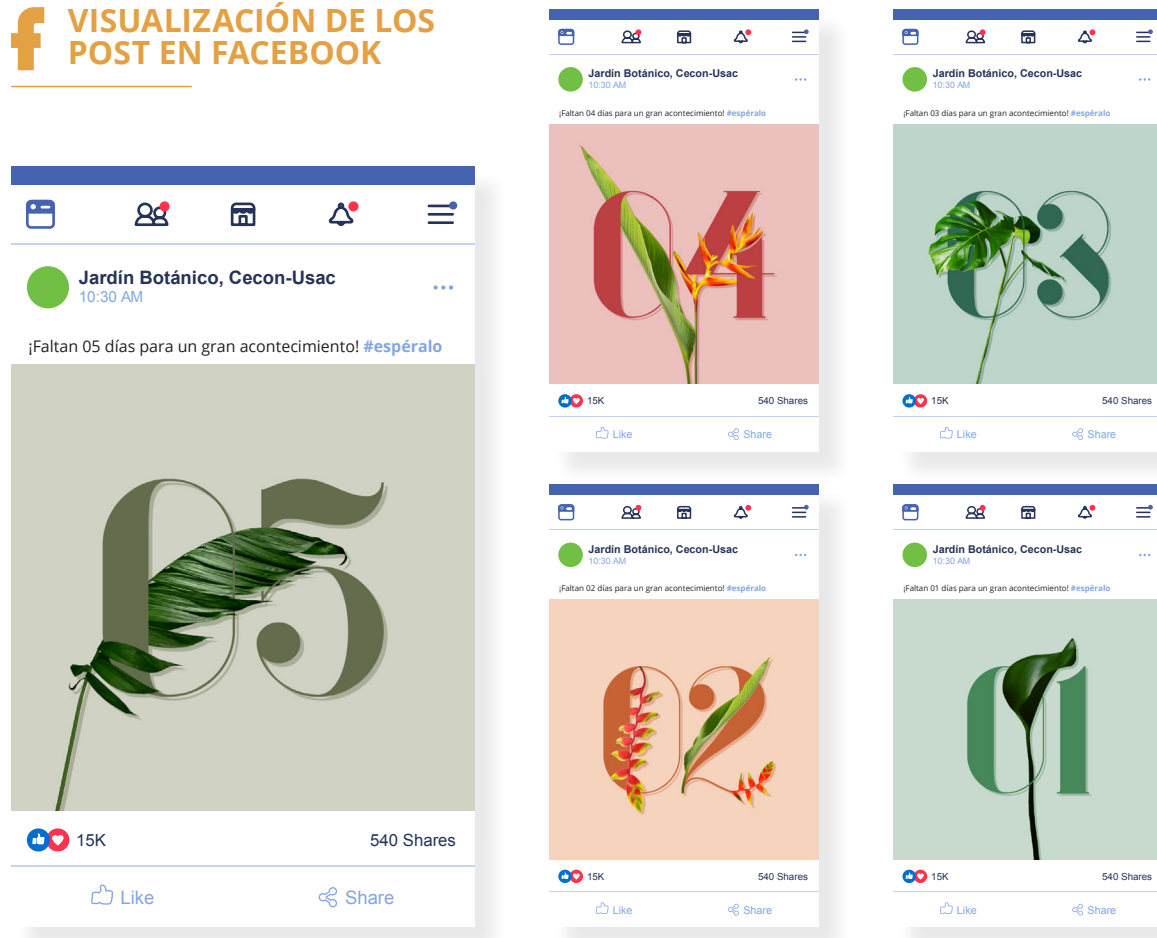 VISUALIZACIÓN DE LOS
POST EN FACEBOOK
Jardín Botánico, Cecon-Usac
10:30 AM
¡Faltan 05 días para un gran acontecimiento! #espéralo
05
15K
540 Shares
Like
Share
Jardín Botánico, Cecon-Usac
10:30 AM
¡Faltan 04 días para un gran acontecimiento! #espéralo
04
15K
540 Shares
Like
Share
Jardín Botánico, Cecon-Usac
10:30 AM
¡Faltan 03 días para un gran acontecimiento! #espéralo
03
15K
540 Shares
Like
Share
Jardín Botánico, Cecon-Usac
10:30 AM
¡Faltan 02 días para un gran acontecimiento! #espéralo
02
15K
540 Shares
Like
Share
Jardín Botánico, Cecon-Usac
10:30 AM
¡Faltan 01 días para un gran acontecimiento! #espéralo
01
15K
540 Shares
Like
Share